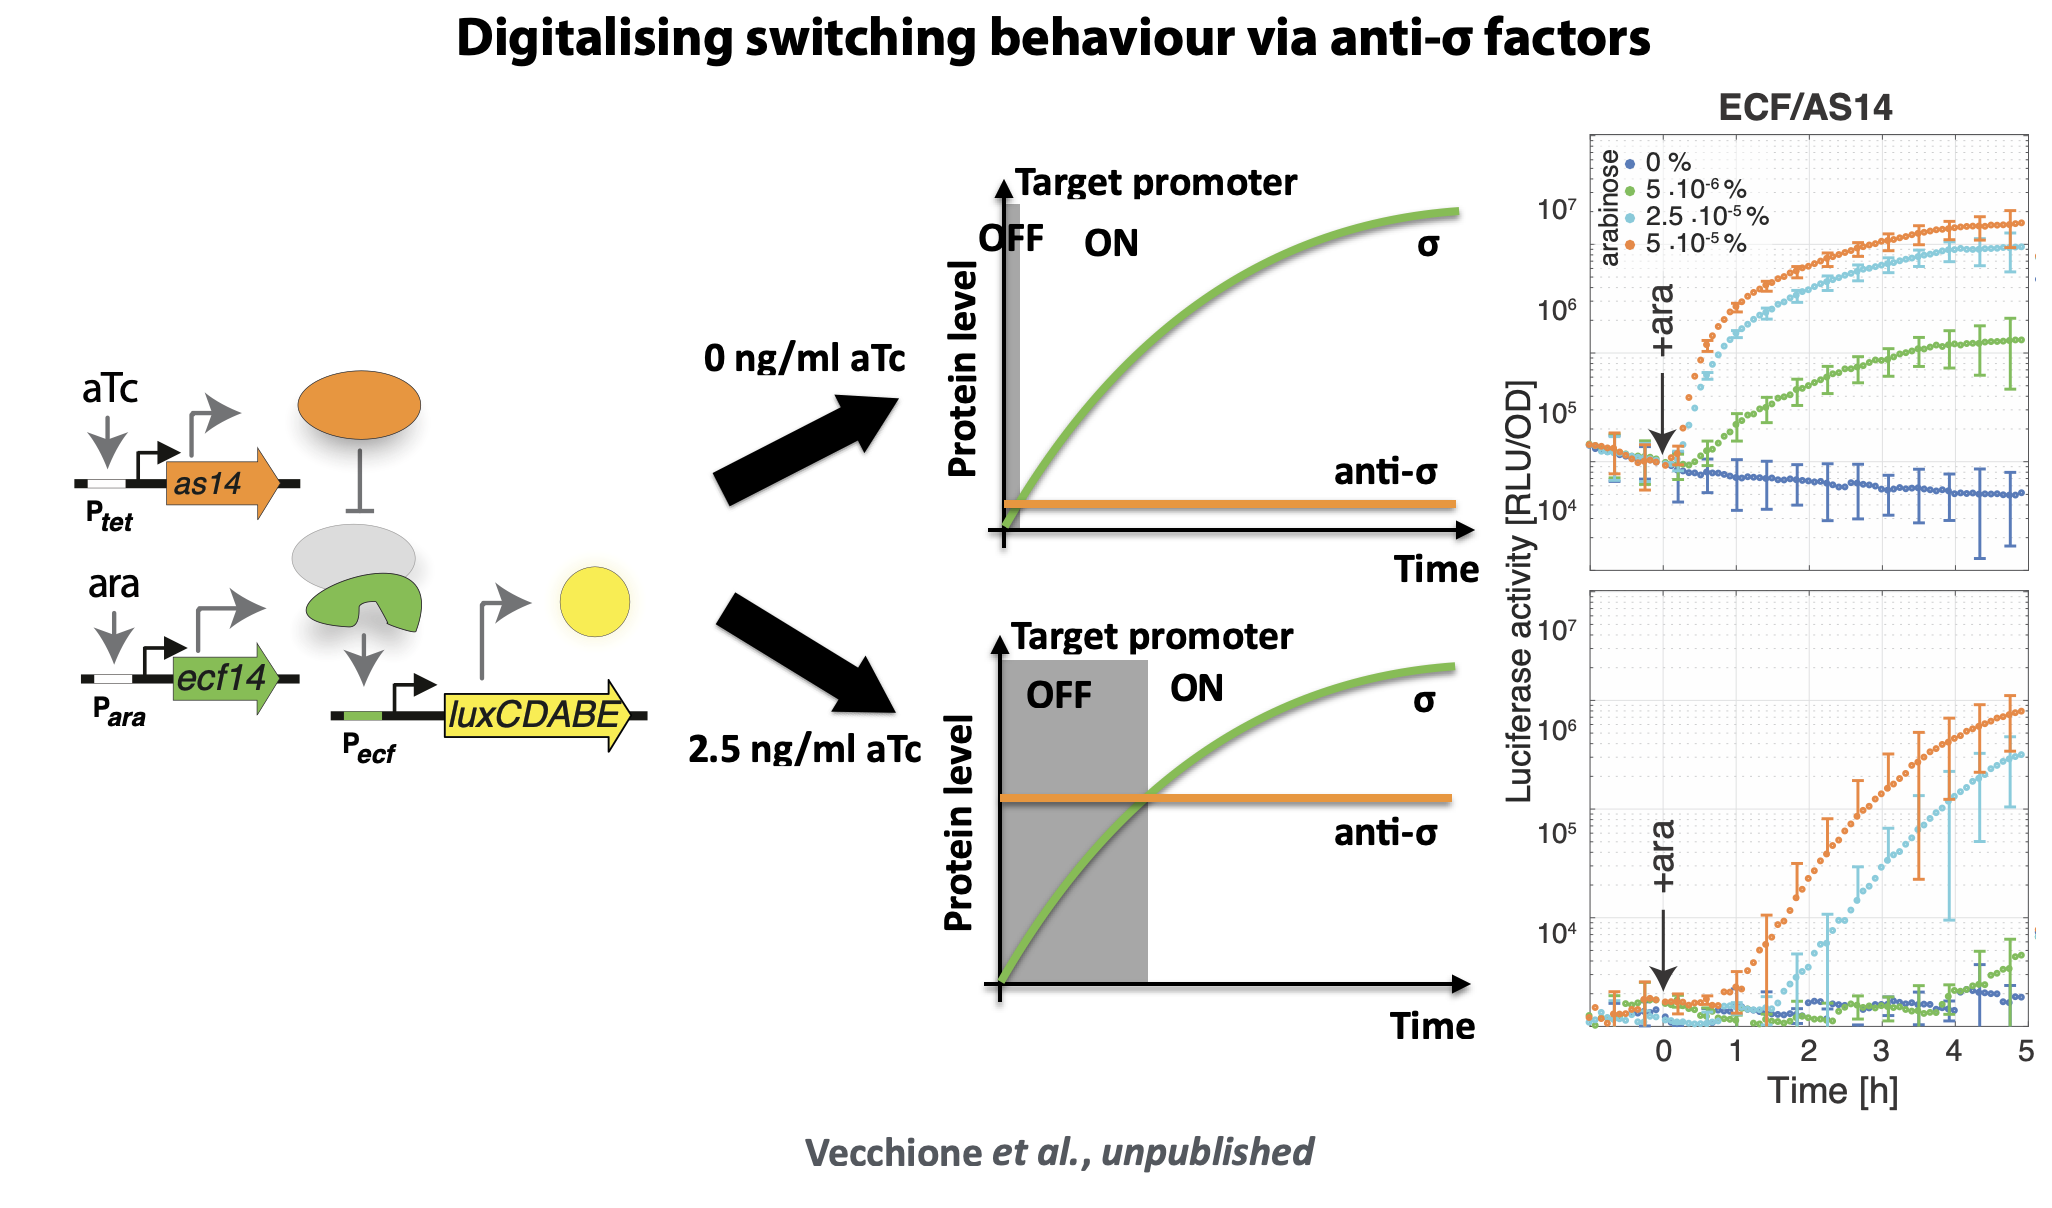 Digitalising switching behaviour via anti-σ factors
aTc
as14
Ptet
ara
ecf14
Para
luxCDABE
Pecf
0 ng/ml aTc
2.5 ng/ml aTc
Target promoter
OFF
ON
σ
anti-σ
Protein level
Time
Target promoter
OFF
ON
σ
anti-σ
Protein level
Time
ECF/AS14
arabinose
0 %
5 .10-6 %
2.5 .10-5 %
5 .10-5 %
+ara
107
106
105
104
Luciferase activity [RLU/OD]
+ara
107
106
105
104
0 1 2 3 4 5
Time [h]
Vecchione et al., unpublished